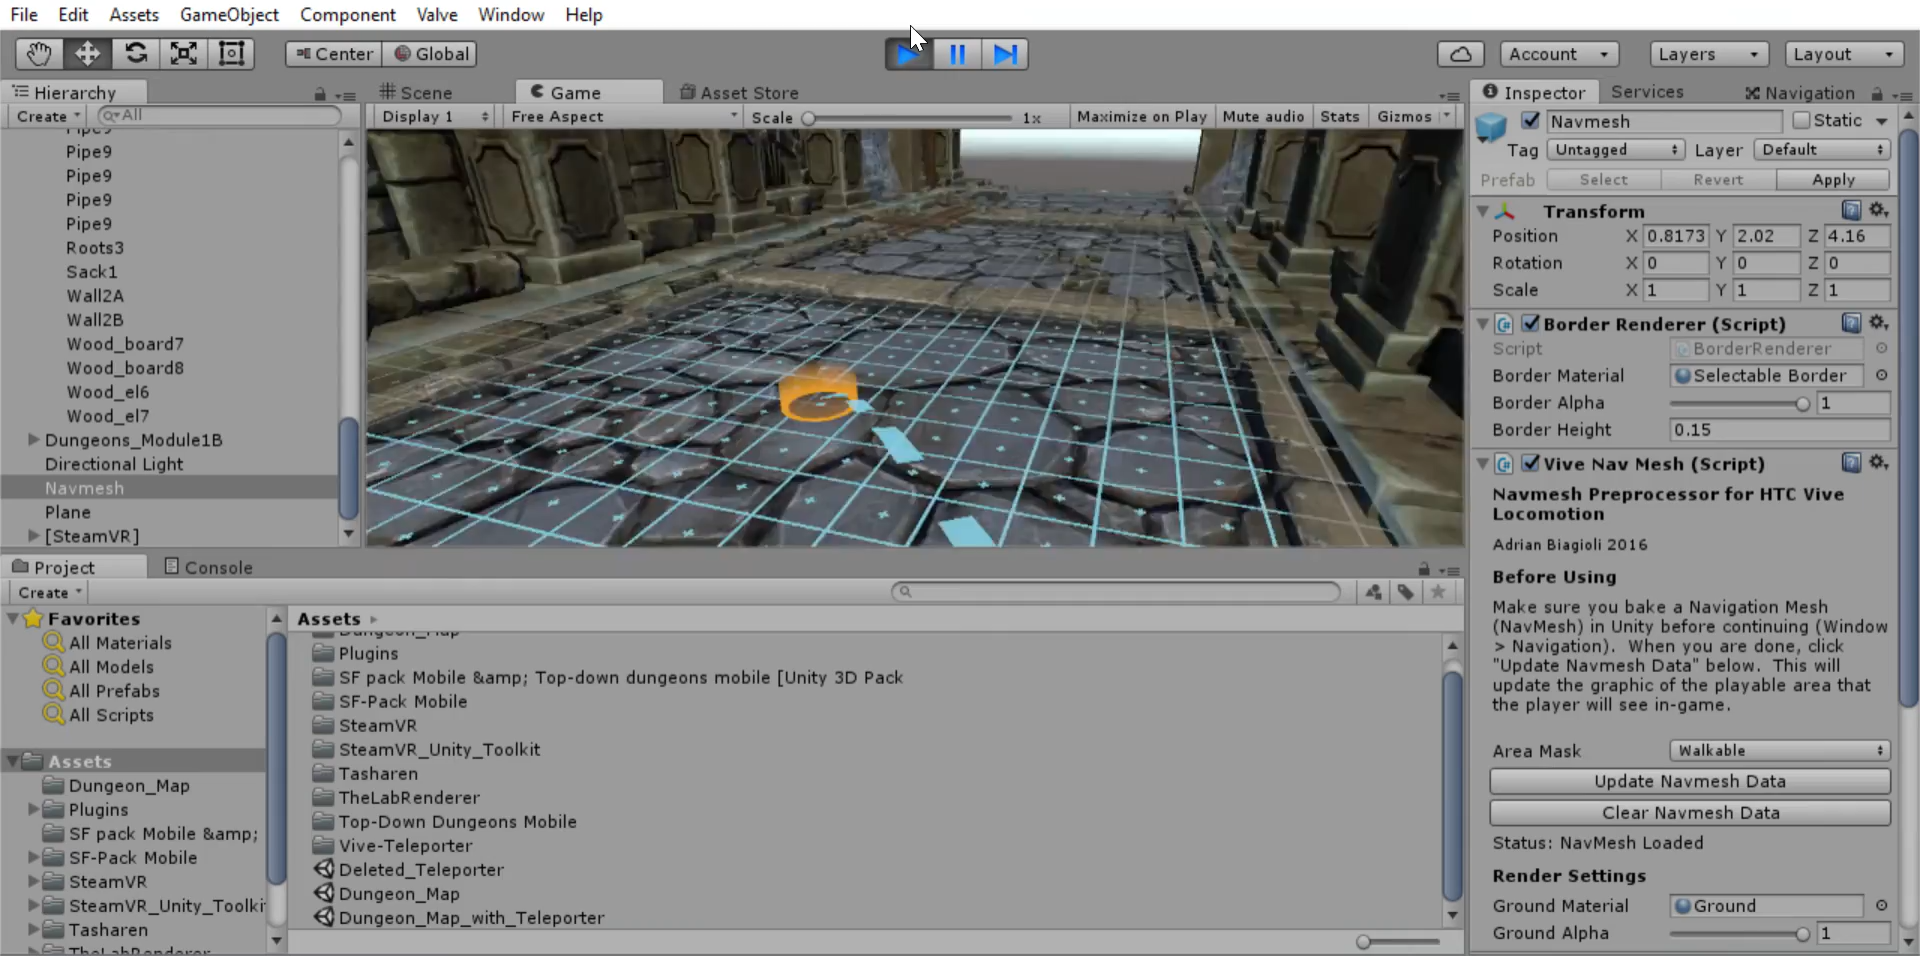 File Edit Assets GameObject Component Valve Window Help
Center Global Account Layers Layout
Hierarchy
Create All
Pipe9
Pipe9
Pipe9
Pipe9
Pipe9
Roots3
Sack1
Wall2A
Wall2B
Wood_board7
Wood_board8
Wood_el6
Wood_el7
Dungeons_Module1B
Directional Light
Navmesh
Plane
[SteamVR]
Scene Game Asset Store
Display 1 Free Aspect Scale 1x Maximize on Play Mute audio Stats Gizmos
Inspector Services Navigation
Navmesh Static
Tag Untagged Layer Default
Prefab Select Revert Apply
Transform
Position X 0.8173 Y 2.02 Z 4.16
Rotation X 0 Y 0 Z 0
Scale X 1 Y 1 Z 1
Border Renderer (Script)
Script BorderRenderer
Border Material Selectable Border
Border Alpha 1
Border Height 0.15
Vive Nav Mesh (Script)
Navmesh Preprocessor for HTC Vive
Locomotion
Adrian Biagioli 2016
Before Using
Make sure you bake a Navigation Mesh
(NavMesh) in Unity before continuing (Window
> Navigation). When you are done, click
"Update Navmesh Data" below. This will
update the graphic of the playable area that
the player will see in-game.
Area Mask Walkable
Update Navmesh Data
Clear Navmesh Data
Status: NavMesh Loaded
Render Settings
Ground Material Ground
Ground Alpha 1
Project Console
Create
Favorites
All Materials
All Models
All Prefabs
All Scripts
Assets
Dungeon_Map
Plugins
SF pack Mobile &amp;
SF-Pack Mobile
SteamVR
SteamVR_Unity_Toolki
Tasharen
TheLabRenderer
Assets
Dungeon_Map
Plugins
SF pack Mobile &amp; Top-down dungeons mobile [Unity 3D Pack
SF-Pack Mobile
SteamVR
SteamVR_Unity_Toolkit
Tasharen
TheLabRenderer
Top-Down Dungeons Mobile
Vive-Teleporter
Deleted_Teleporter
Dungeon_Map
Dungeon_Map_with_Teleporter